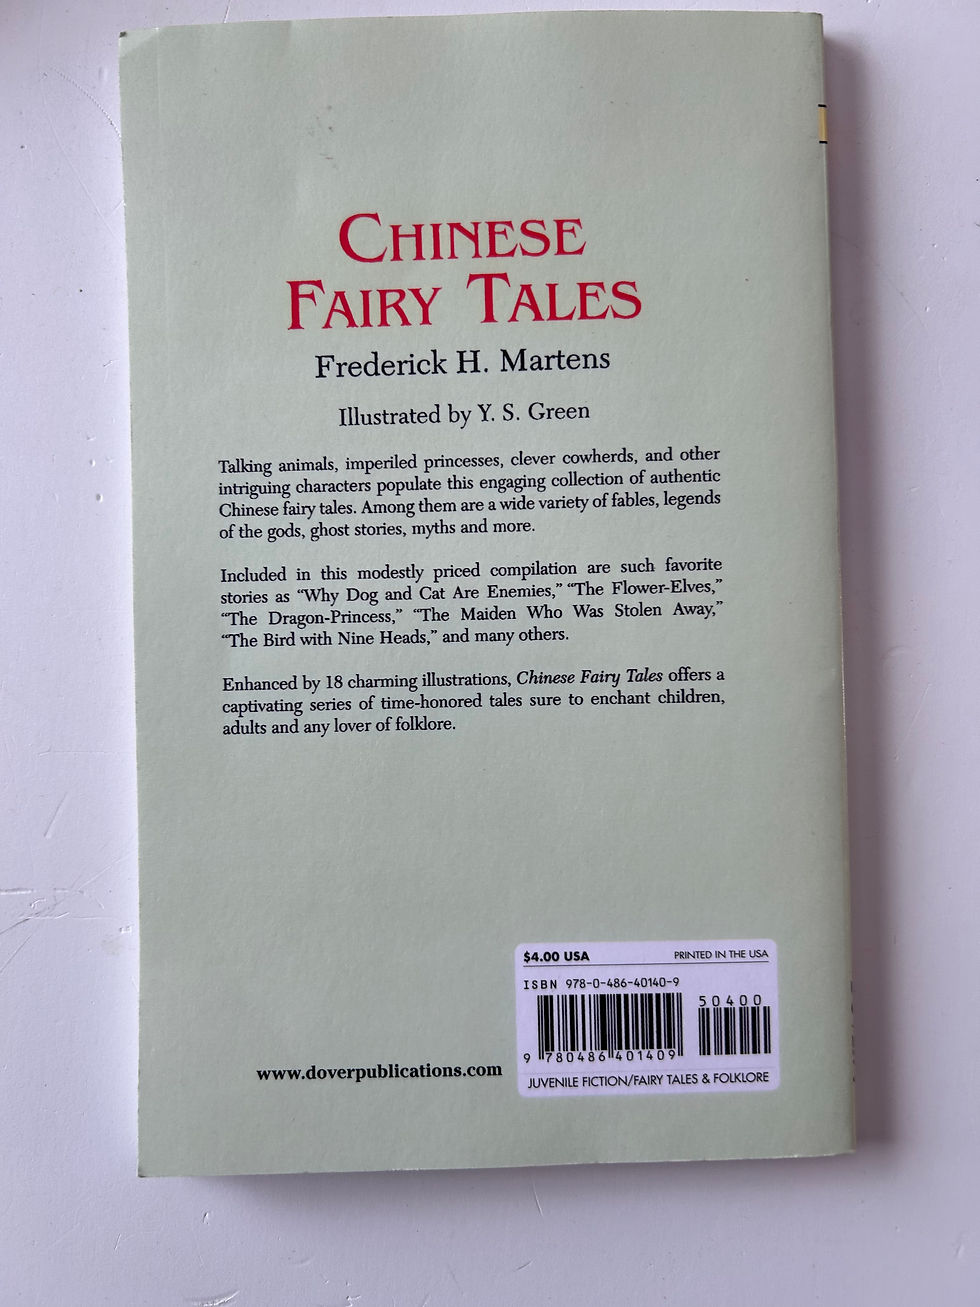 CHINESE
FAIRY TALES
Frederick H. Martens
Illustrated by Y. S. Green
Talking animals, imperiled princesses, clever cowherds, and other
intriguing characters populate this engaging collection of authentic
Chinese fairy tales. Among them are a wide variety of fables, legends
of the gods, ghost stories, myths and more.
Included in this modestly priced compilation are such favorite
stories as “Why Dog and Cat Are Enemies,” “The Flower-Elves,”
“The Dragon-Princess,” “The Maiden Who Was Stolen Away,”
“The Bird with Nine Heads,” and many others.
Enhanced by 18 charming illustrations, Chinese Fairy Tales offers a
captivating series of time-honored tales sure to enchant children,
adults and any lover of folklore.
$4.00 USA PRINTED IN THE USA
ISBN 978-0-486-40140-9
50400
9 780486 401409
www.doverpublications.com
JUVENILE FICTION/FAIRY TALES & FOLKLORE